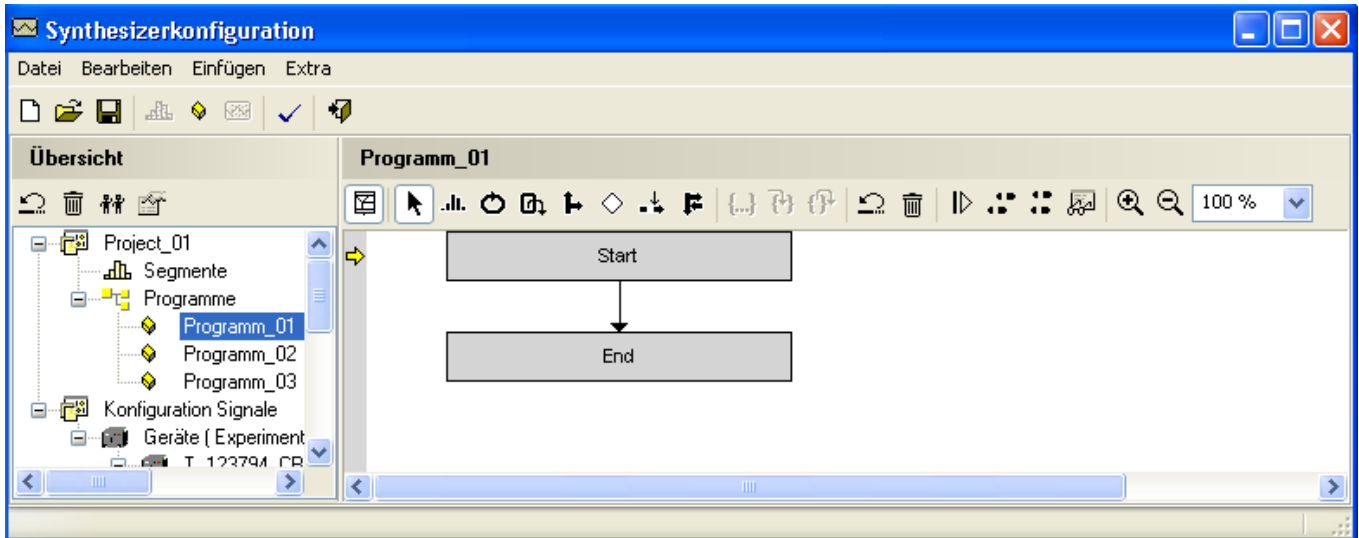 Synthesizerkonfiguration
Datei Bearbeiten Einfügen Extra
Übersicht
Programm_01
100 %
Project_01
Segmente
Programme
Programm_01
Programm_02
Programm_03
Konfiguration Signale
Geräte ( Experiment
T_123794_CB
Start
End